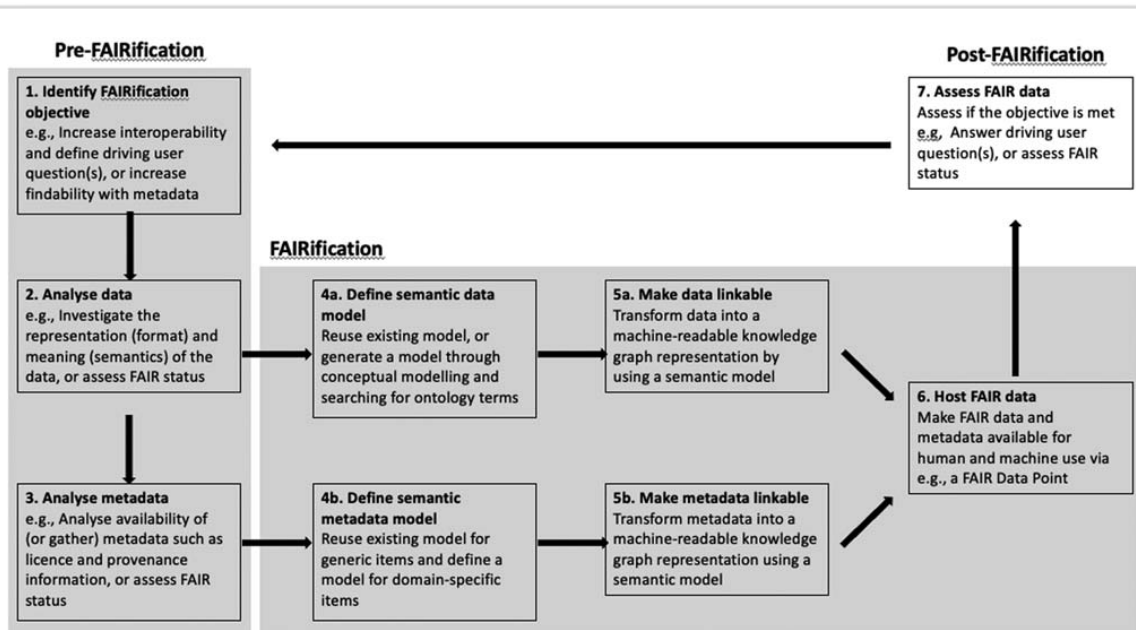 Pre-FAIRification
1. Identify FAIRification
objective
e.g., Increase interoperability
and define driving user
question(s), or increase
findability with metadata
2. Analyse data
e.g., Investigate the
representation (format) and
meaning (semantics) of the
data, or assess FAIR status
3. Analyse metadata
e.g., Analyse availability of
(or gather) metadata such as
licence and provenance
information, or assess FAIR
status
FAIRification
4a. Define semantic data
model
Reuse existing model, or
generate a model through
conceptual modelling and
searching for ontology terms
5a. Make data linkable
Transform data into a
machine-readable knowledge
graph representation by
using a semantic model
4b. Define semantic
metadata model
Reuse existing model for
generic items and define a
model for domain-specific
items
5b. Make metadata linkable
Transform metadata into a
machine-readable knowledge
graph representation using a
semantic model
6. Host FAIR data
Make FAIR data and
metadata available for
human and machine use via
e.g., a FAIR Data Point
Post-FAIRification
7. Assess FAIR data
Assess if the objective is met
e.g, Answer driving user
question(s), or assess FAIR
status